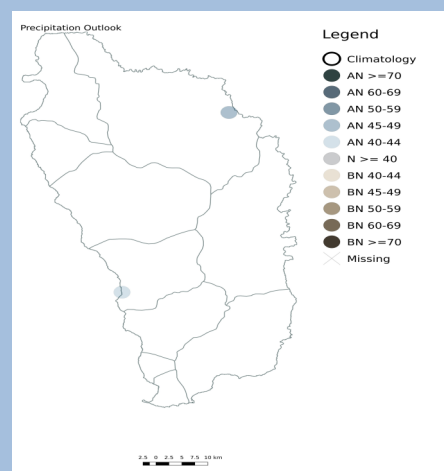 Precipitation Outlook
Legend
Climatology
AN >=70
AN 60-69
AN 50-59
AN 45-49
AN 40-44
N >= 40
BN 40-44
BN 45-49
BN 50-59
BN 60-69
BN >=70
Missing
2.5 0 2.5 5 7.5 10 km